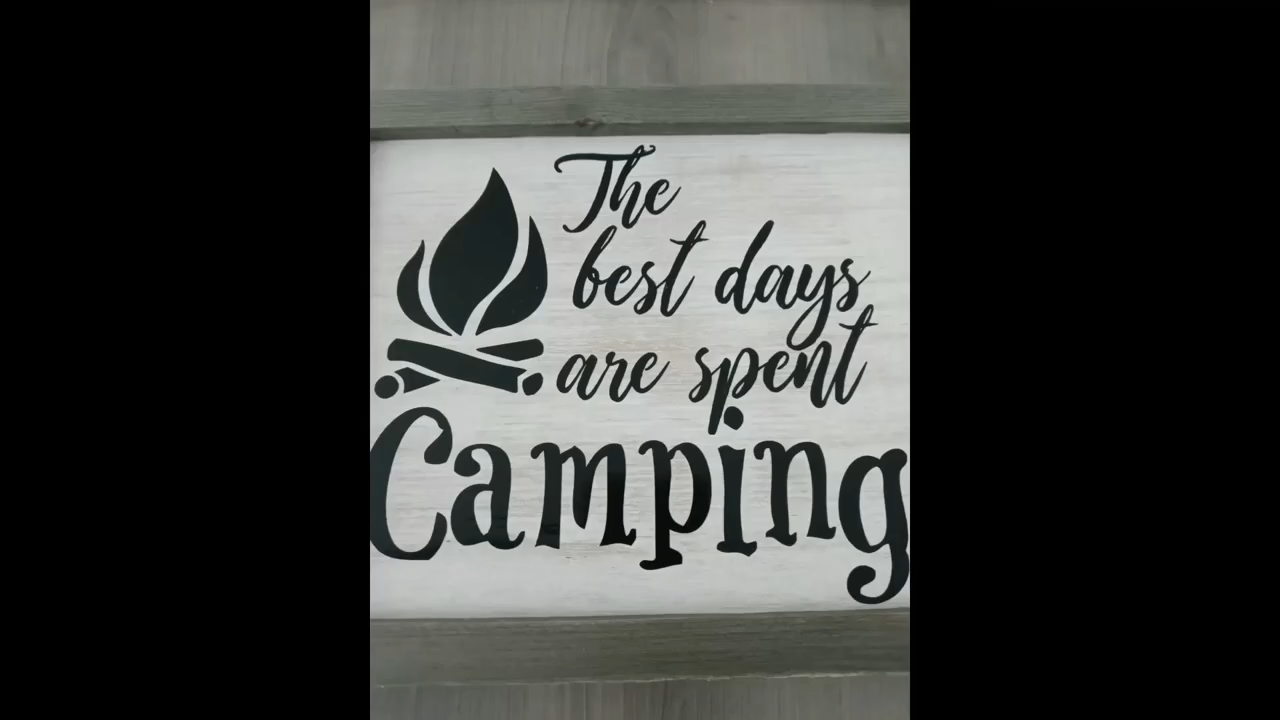 The
best days
are spent
Camping